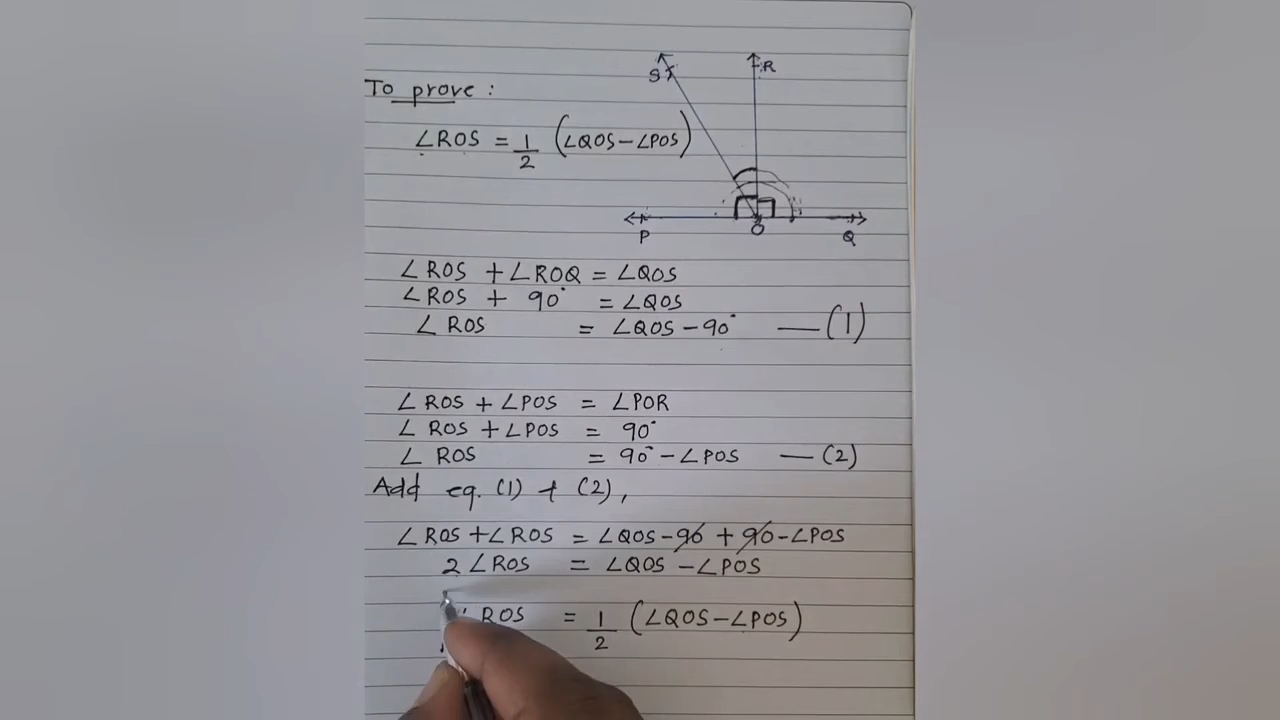 S R
To prove :
∠ROS = 1/2 (∠QOS - ∠POS)
P O Q
∠ROS + ∠ROQ = ∠QOS
∠ROS + 90° = ∠QOS
∠ROS = ∠QOS - 90° — (1)
∠ROS + ∠POS = ∠POR
∠ROS + ∠POS = 90°
∠ROS = 90° - ∠POS — (2)
Add eq. (1) + (2),
∠ROS + ∠ROS = ∠QOS - 90 + 90 - ∠POS
2 ∠ROS = ∠QOS - ∠POS
ROS = 1/2 (∠QOS - ∠POS)